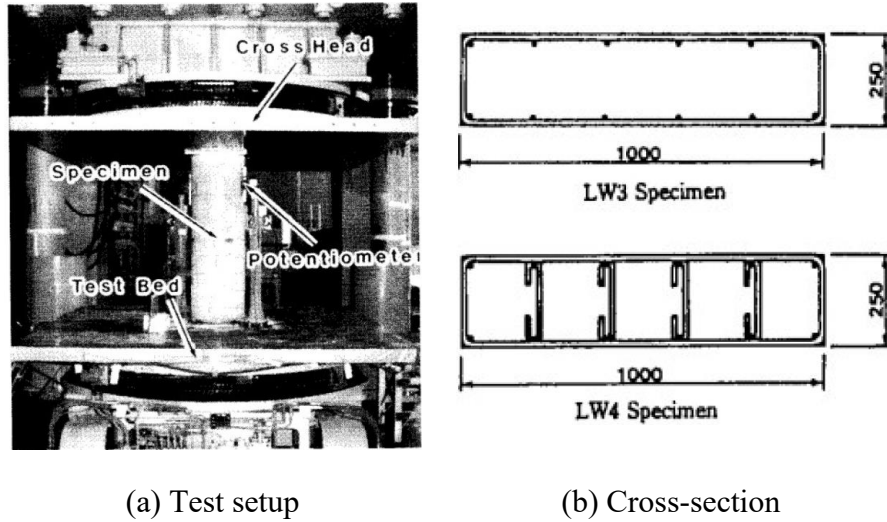 Cross Head
Specimen
Potentiometer
Test Bed
250
1000
LW3 Specimen
250
1000
LW4 Specimen
(a) Test setup
(b) Cross-section